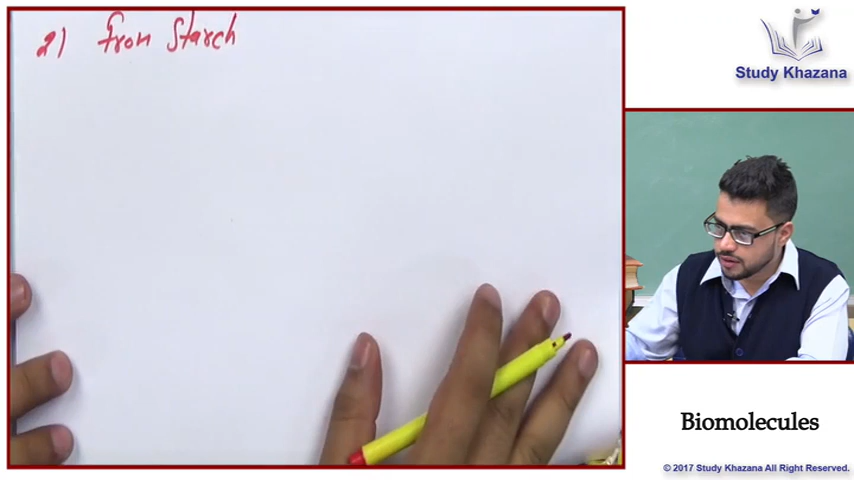 2) From Starch
Study Khazana
Biomolecules
© 2017 Study Khazana All Right Reserved.